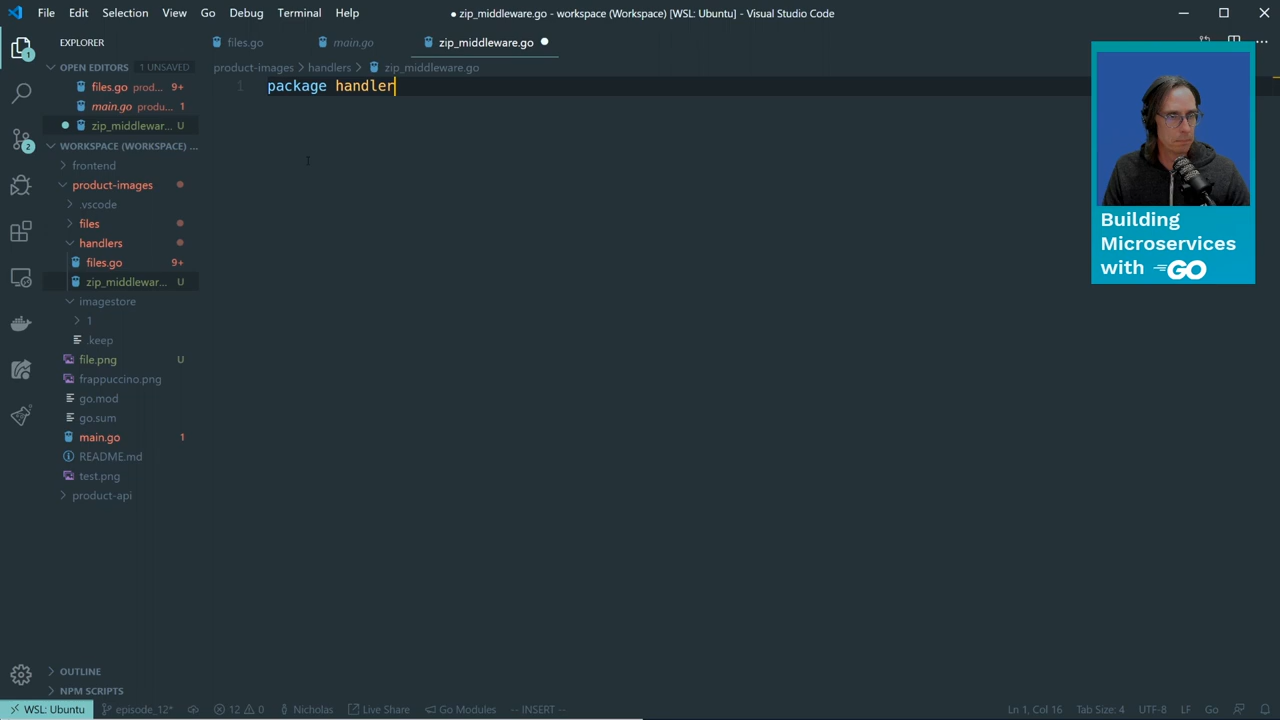 File Edit Selection View Go Debug Terminal Help
● zip_middleware.go - workspace (Workspace) [WSL: Ubuntu] - Visual Studio Code
EXPLORER
files.go
main.go
zip_middleware.go
OPEN EDITORS 1 UNSAVED
product-images > handlers > zip_middleware.go
files.go prod... 9+
main.go produ... 1
zip_middlewar... U
1 package handler
WORKSPACE (WORKSPACE) ...
frontend
product-images
.vscode
files
handlers
files.go 9+
zip_middlewar... U
imagestore
1
.keep
file.png U
frappuccino.png
go.mod
go.sum
main.go 1
README.md
test.png
product-api
Building
Microservices
with GO
OUTLINE
NPM SCRIPTS
WSL: Ubuntu episode_12* 12 0 Nicholas Live Share Go Modules -- INSERT -- Ln 1, Col 16 Tab Size: 4 UTF-8 LF Go
1
2